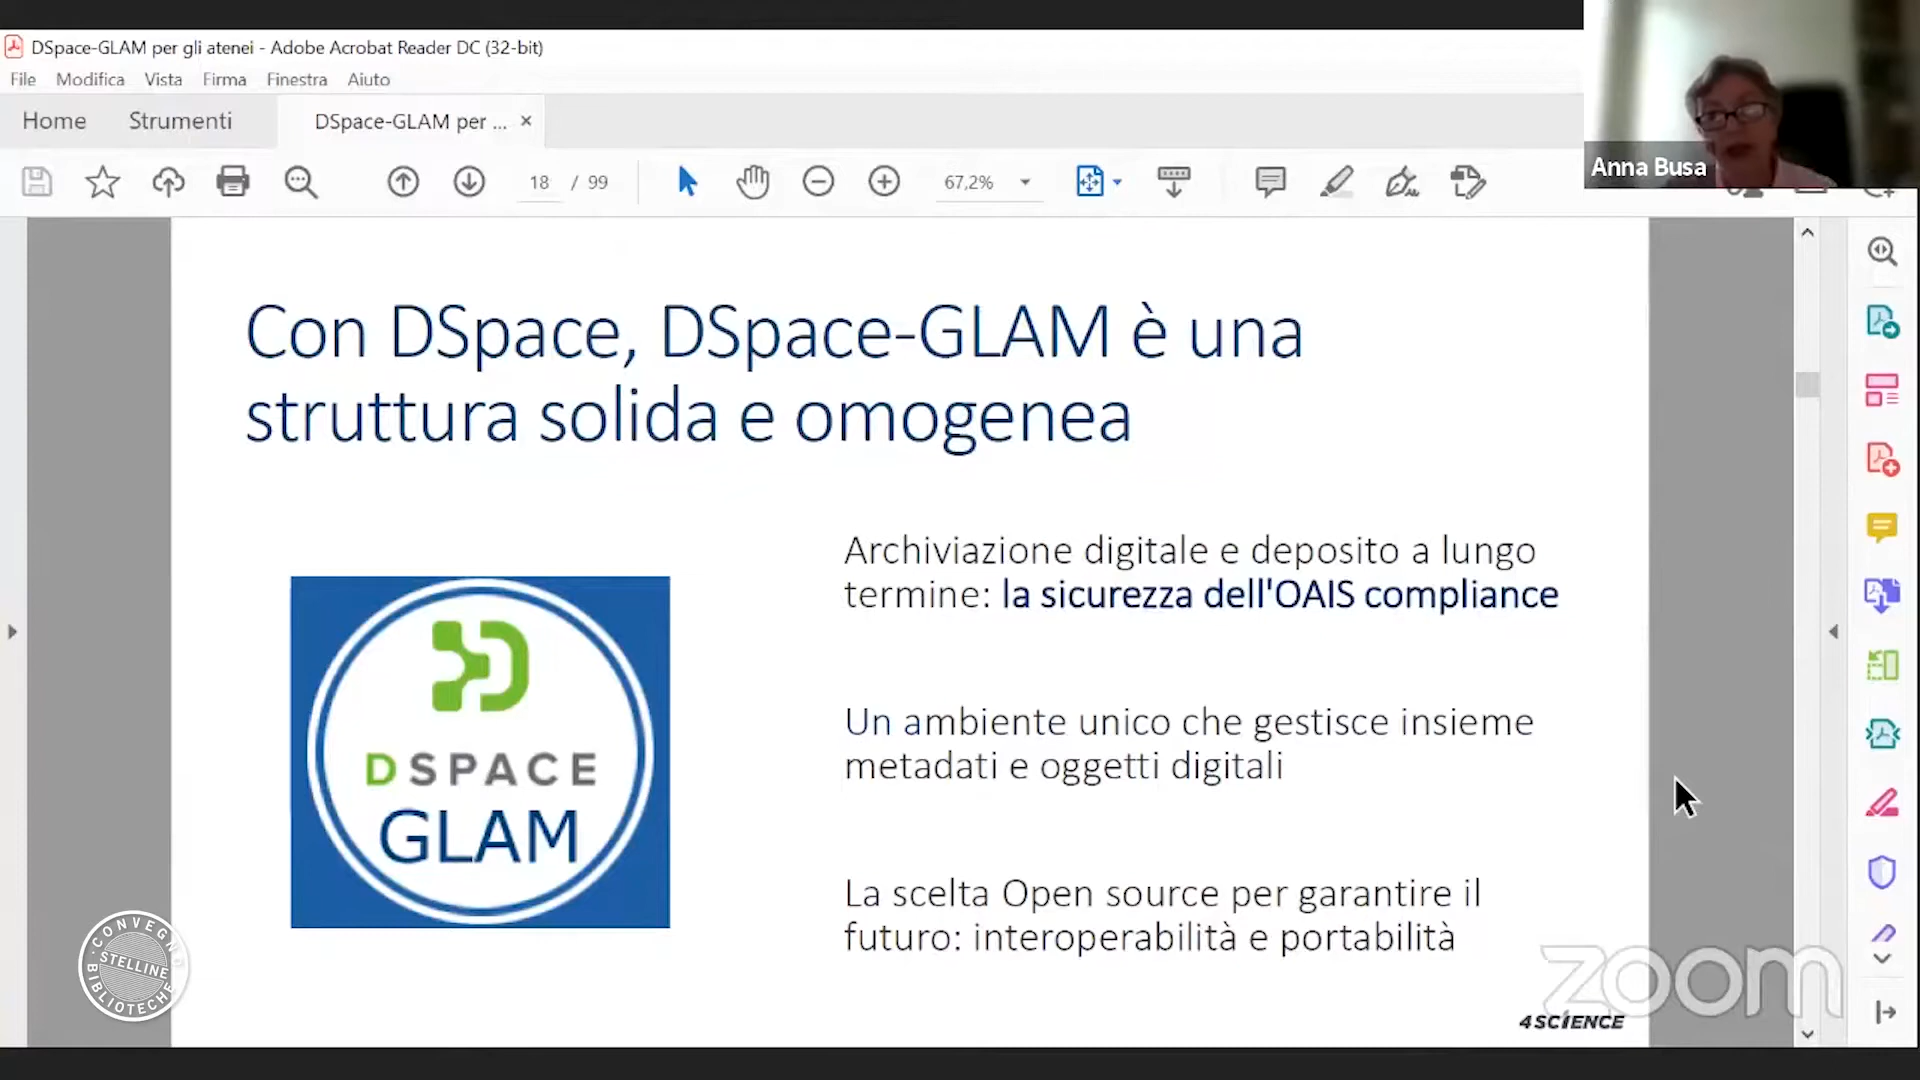 DSpace-GLAM per gli atenei - Adobe Acrobat Reader DC (32-bit)
File Modifica Vista Firma Finestra Aiuto
Home Strumenti DSpace-GLAM per ... ×
18 / 99 67,2%
Anna Busa
Con DSpace, DSpace-GLAM è una
struttura solida e omogenea
Archiviazione digitale e deposito a lungo
termine: la sicurezza dell'OAIS compliance
Un ambiente unico che gestisce insieme
metadati e oggetti digitali
La scelta Open source per garantire il
futuro: interoperabilità e portabilità
DSPACE
GLAM
CONVEGNO
STELLINE
BIBLIOTECHE
zoom
4SCIENCE